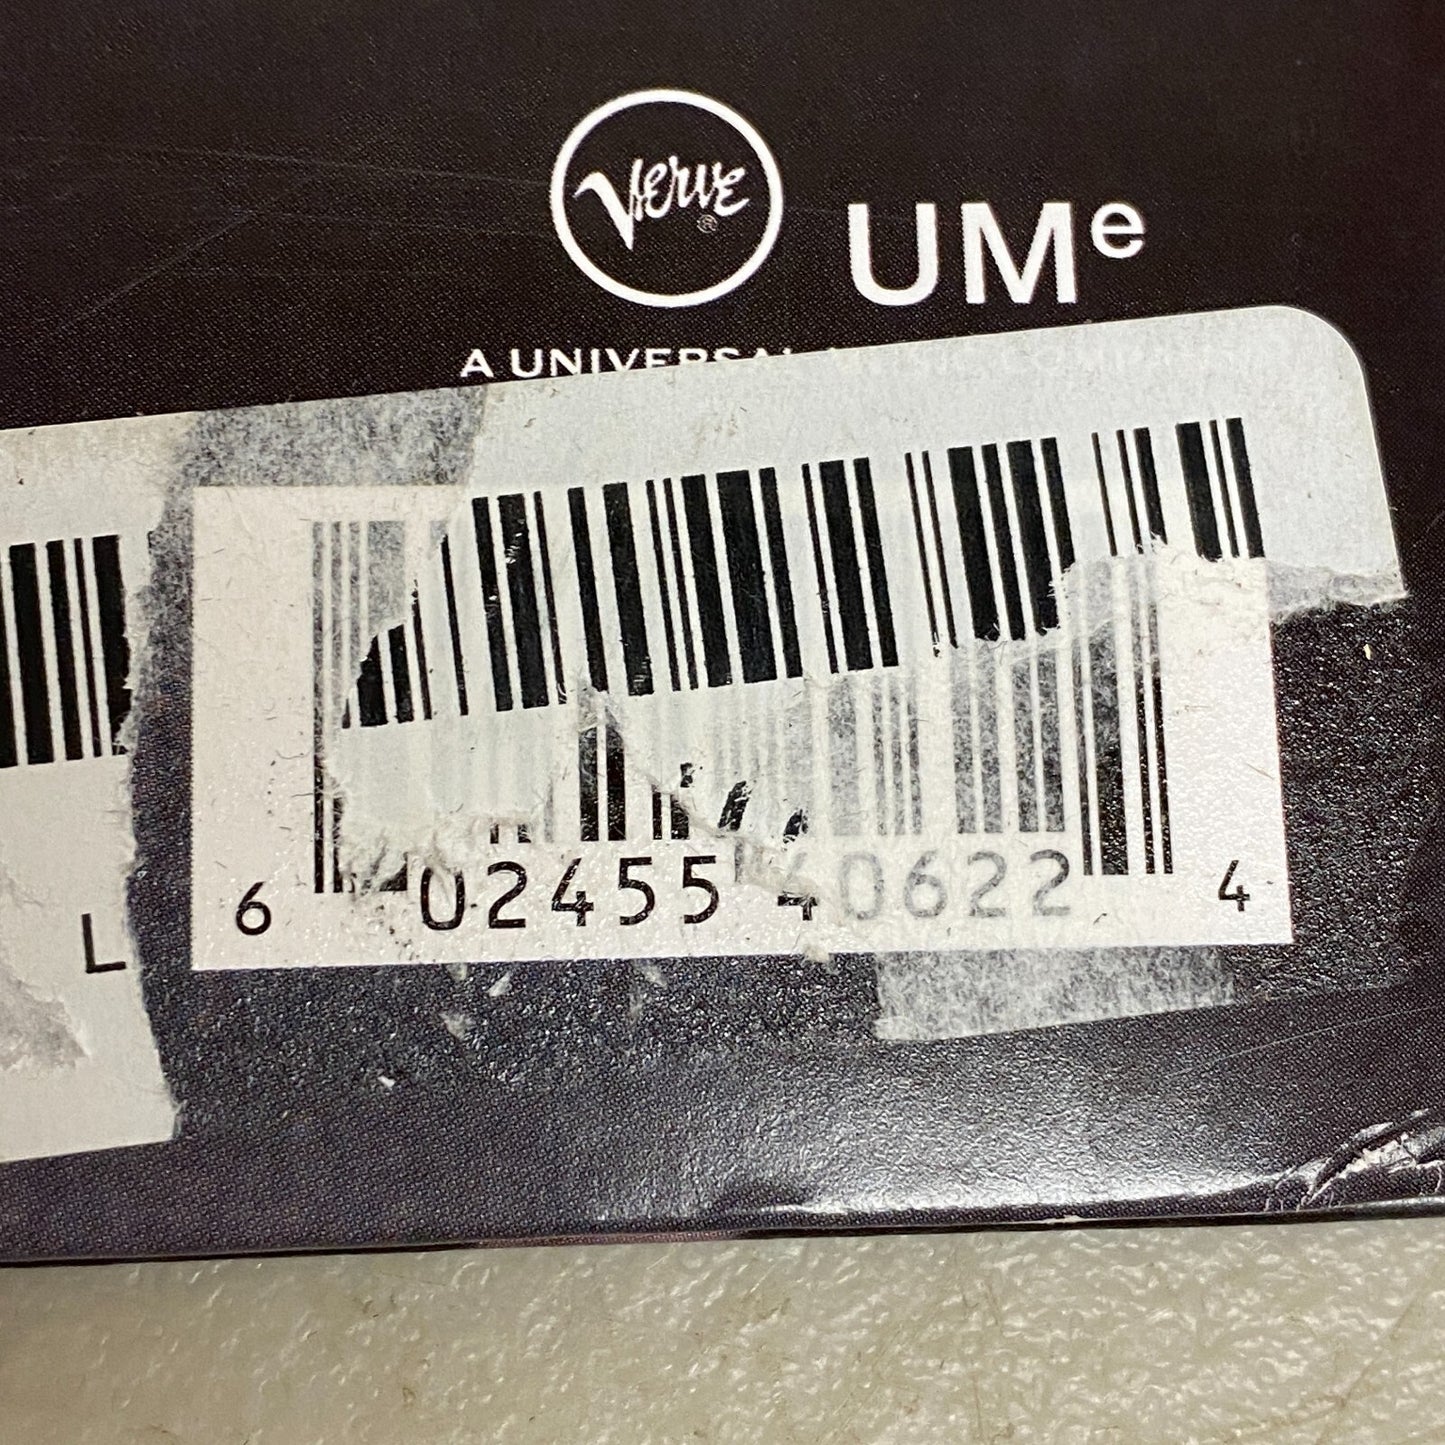 Verve ®
UMe
A UNIVERSAL
L
6 02455 40622 4